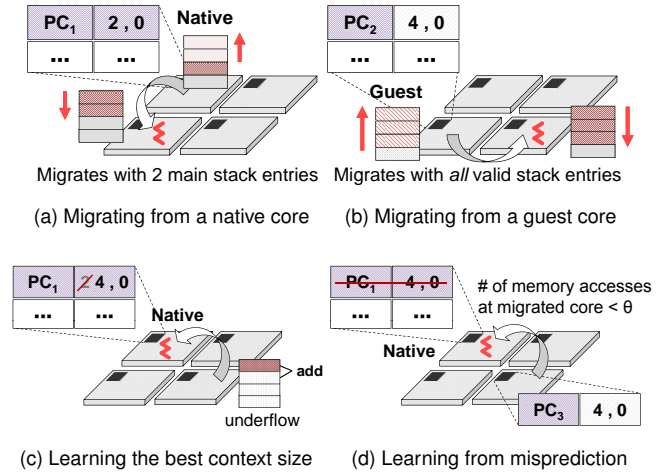 PC1 2 , 0
... ...
Native
Migrates with 2 main stack entries
(a) Migrating from a native core
PC2 4 , 0
... ...
Guest
Migrates with all valid stack entries
(b) Migrating from a guest core
PC1 2 4 , 0
... ...
Native
add
underflow
(c) Learning the best context size
PC1 4 , 0
... ...
# of memory accesses
at migrated core < θ
Native
PC3 4 , 0
(d) Learning from misprediction